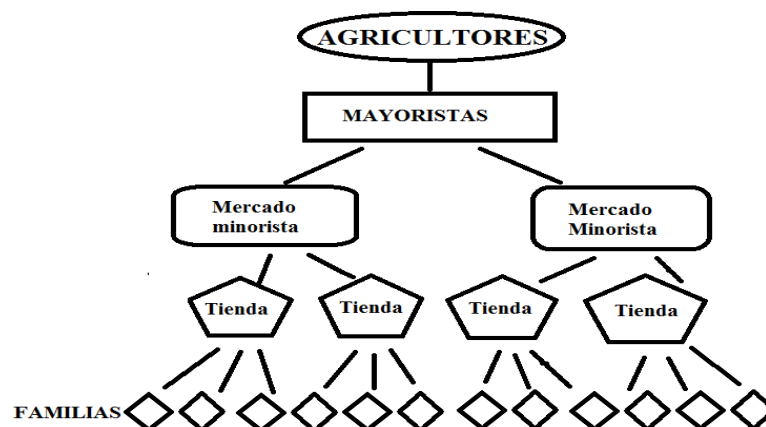 AGRICULTORES
MAYORISTAS
Mercado
minorista
Mercado
Minorista
Tienda
Tienda
Tienda
Tienda
FAMILIAS